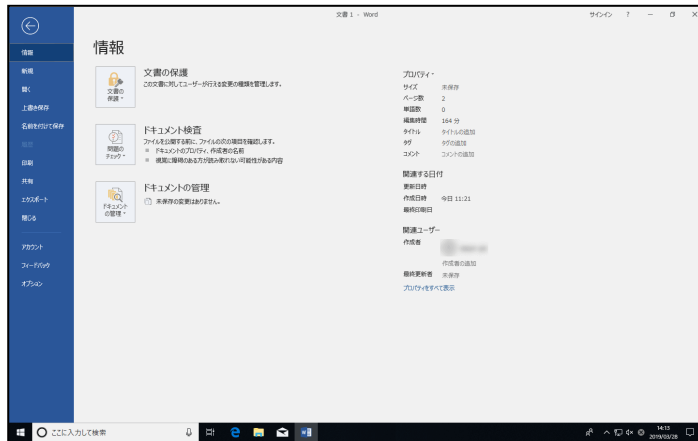 文書 1 - Word
サインイン ?
情報
新規
開く
上書き保存
名前を付けて保存
履歴
印刷
共有
エクスポート
閉じる
アカウント
フィードバック
オプション
情報
文書の保護
文書の保護
この文書に対してユーザーが行える変更の種類を管理します。
問題のチェック
ドキュメント検査
ファイルを公開する前に、ファイルの次の項目を確認します。
ドキュメントのプロパティ、作成者の名前
視覚に障碍のある方が読み取れない可能性がある内容
ドキュメントの管理
ドキュメントの管理
未保存の変更はありません。
プロパティ
サイズ 未保存
ページ数 2
単語数 0
編集時間 164 分
タイトル タイトルの追加
タグ タグの追加
コメント コメントの追加
関連する日付
更新日時
作成日時 今日 11:21
最終印刷日
関連ユーザー
作成者
作成者の追加
最終更新者 未保存
プロパティをすべて表示
ここに入力して検索
14:13
2019/03/28